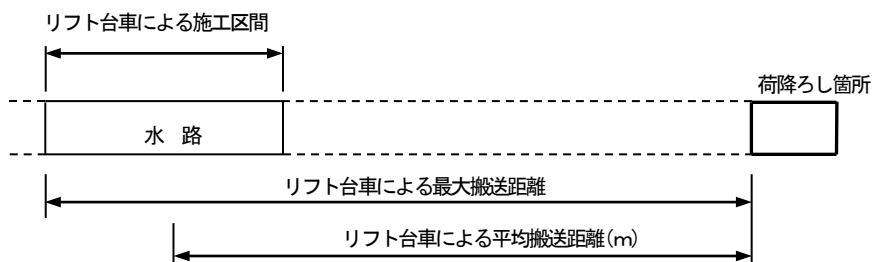 リフト台車による施工区間
荷降ろし箇所
水　路
リフト台車による最大搬送距離
リフト台車による平均搬送距離(m)